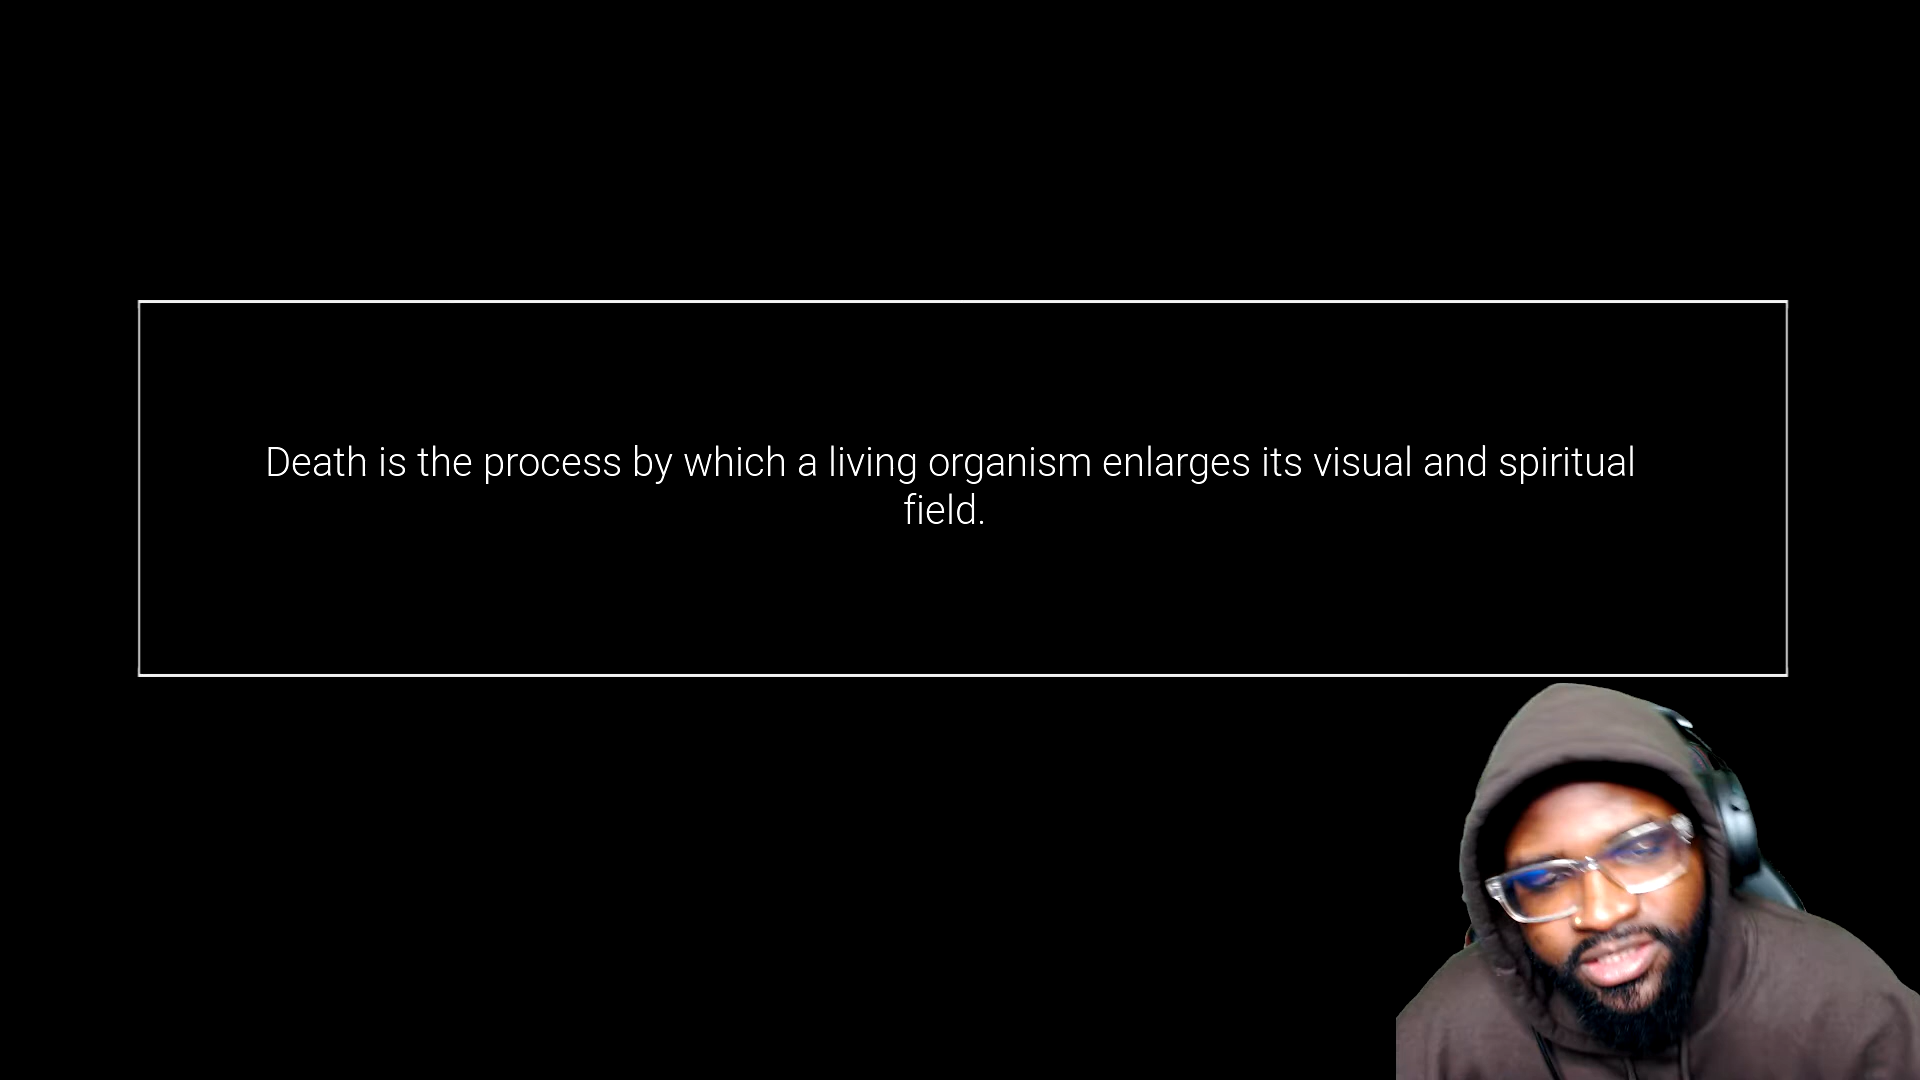 Death is the process by which a living organism enlarges its visual and spiritual
field.